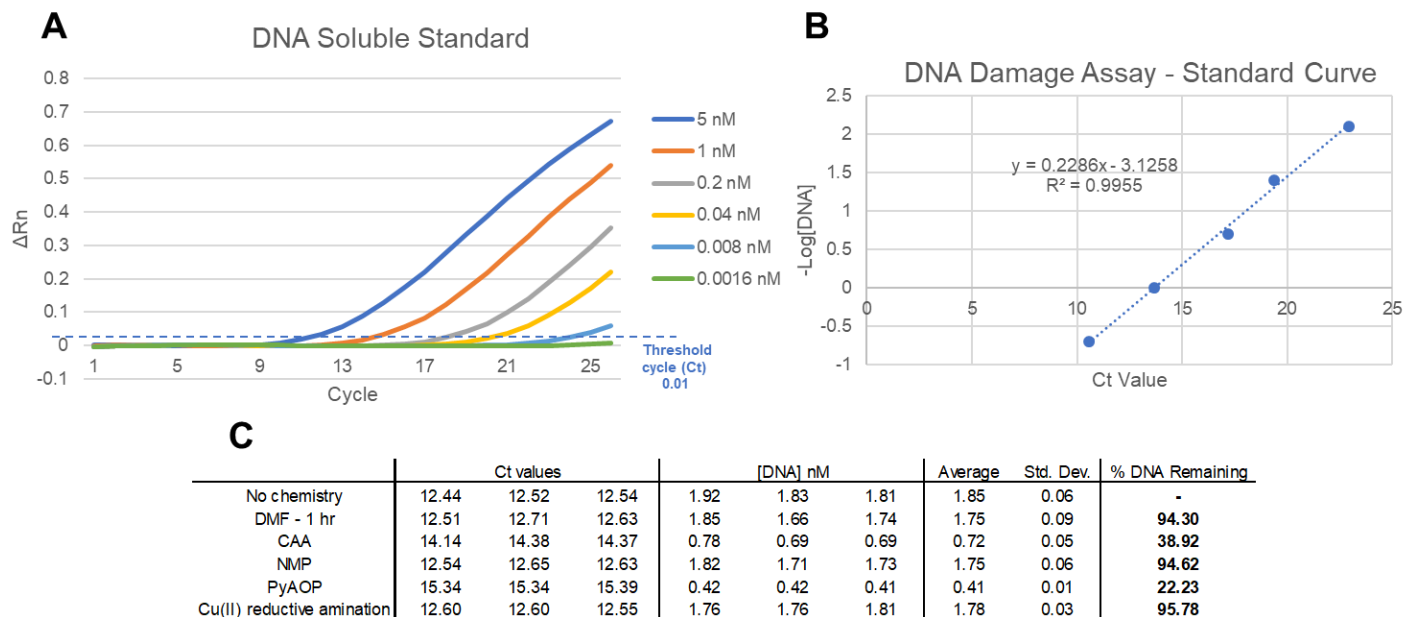 A
DNA Soluble Standard
0.8
0.7
0.6
0.5
0.4
0.3
0.2
0.1
0
-0.1
ΔRn
1 5 9 13 17 21 25
Cycle
5 nM
1 nM
0.2 nM
0.04 nM
0.008 nM
0.0016 nM
Threshold
cycle (Ct)
0.01
B
DNA Damage Assay - Standard Curve
2.5
2
1.5
1
0.5
0
-0.5
-1
-Log[DNA]
y = 0.2286x - 3.1258
R² = 0.9955
0 5 10 15 20 25
Ct Value
C
Ct values [DNA] nM Average Std. Dev. % DNA Remaining
No chemistry 12.44 12.52 12.54 1.92 1.83 1.81 1.85 0.06 -
DMF - 1 hr 12.51 12.71 12.63 1.85 1.66 1.74 1.75 0.09 94.30
CAA 14.14 14.38 14.37 0.78 0.69 0.69 0.72 0.05 38.92
NMP 12.54 12.65 12.63 1.82 1.71 1.73 1.75 0.06 94.62
PyAOP 15.34 15.34 15.39 0.42 0.42 0.41 0.41 0.01 22.23
Cu(II) reductive amination 12.60 12.60 12.55 1.76 1.76 1.81 1.78 0.03 95.78